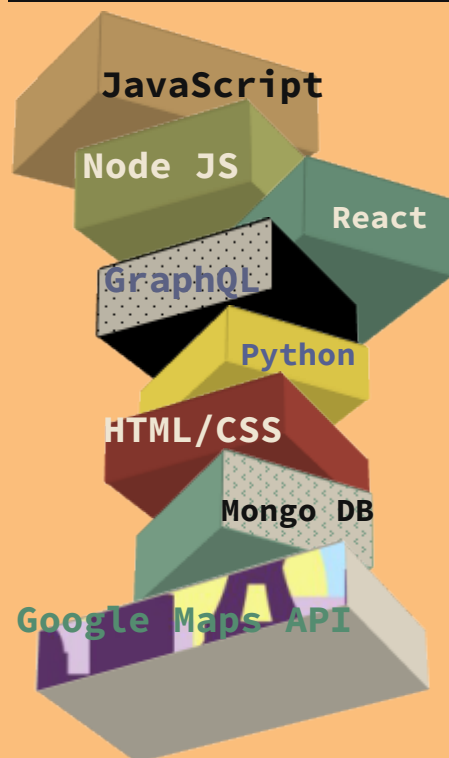 JavaScript
Node JS
React
GraphQL
Python
HTML/CSS
Mongo DB
Google Maps API